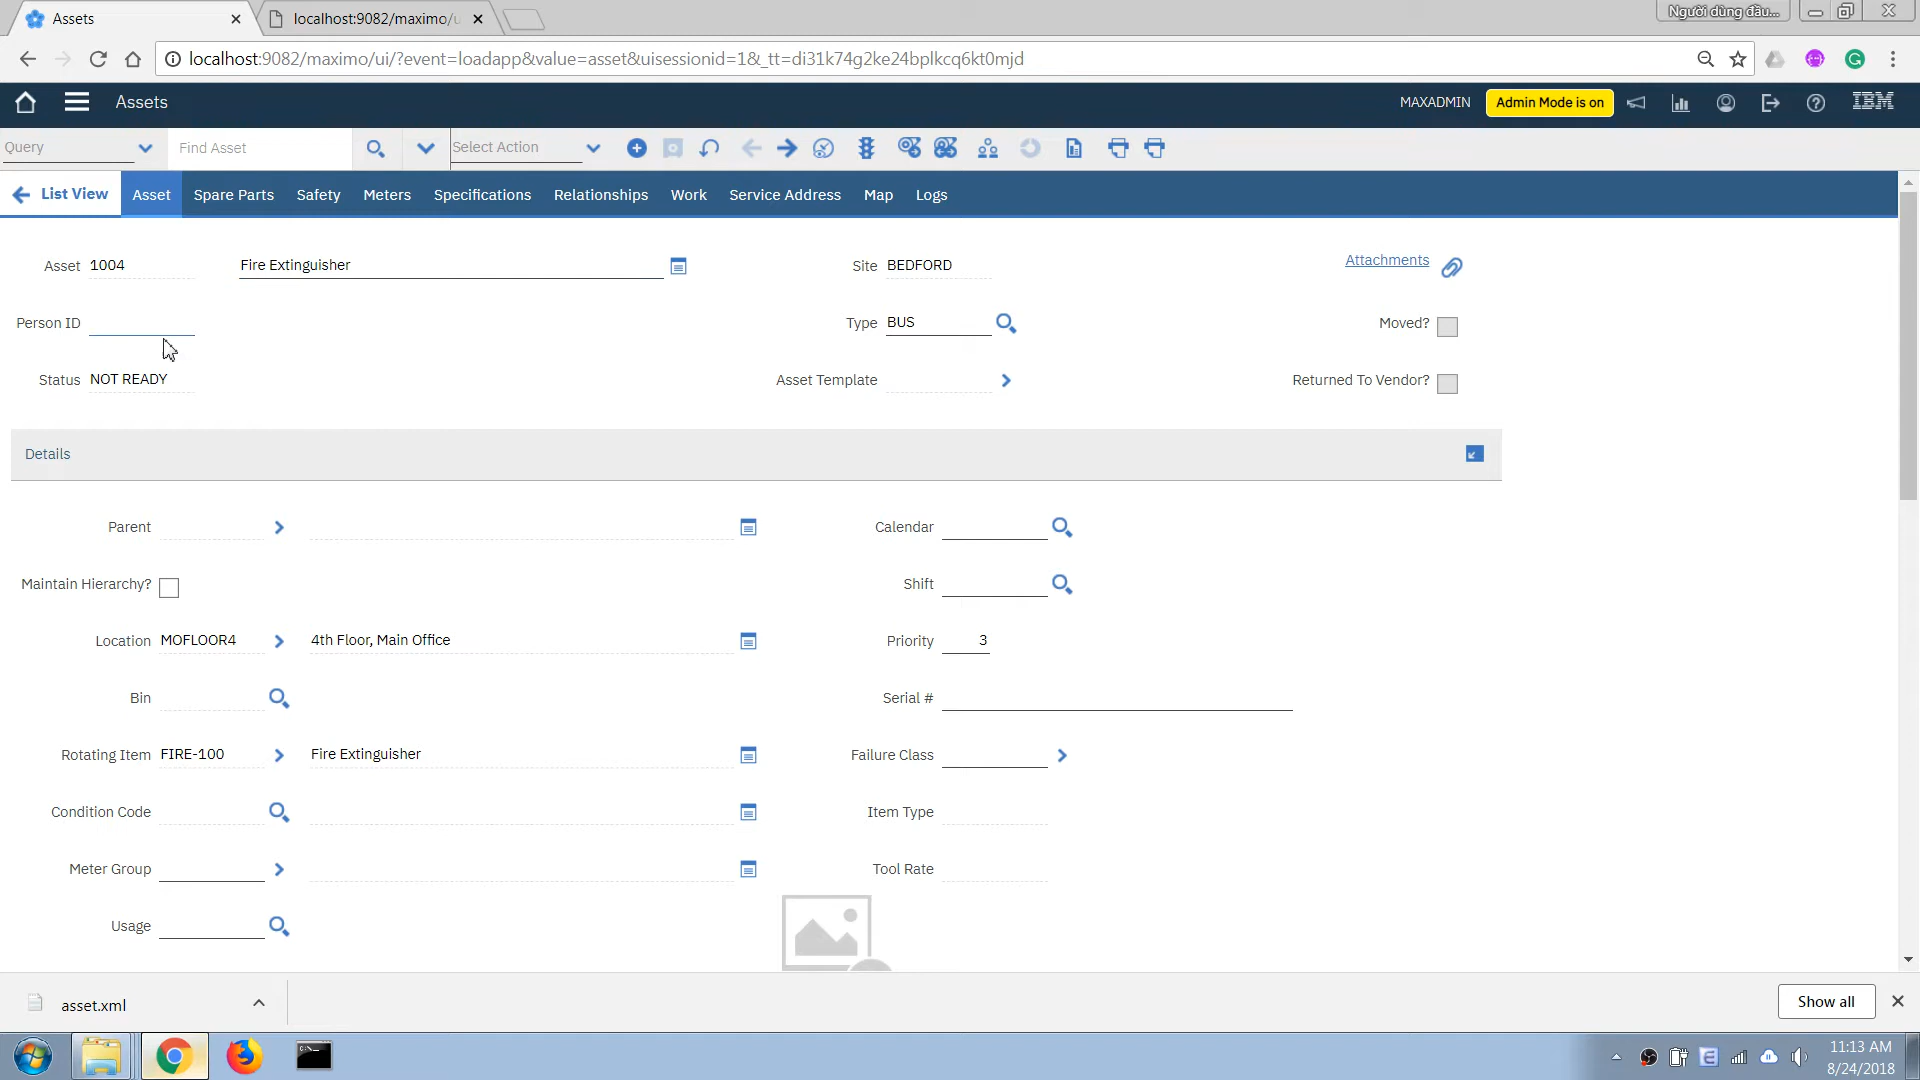 Assets
localhost:9082/maximo/u
Người dùng đầu...
localhost:9082/maximo/ui/?event=loadapp&value=asset&uisessionid=1&_tt=di31k74g2ke24bplkcq6kt0mjd
Assets
MAXADMIN
Admin Mode is on
IBM
Query
Find Asset
Select Action
List View
Asset
Spare Parts
Safety
Meters
Specifications
Relationships
Work
Service Address
Map
Logs
Asset 1004
Fire Extinguisher
Site BEDFORD
Attachments
Person ID
Type BUS
Moved?
Status NOT READY
Asset Template
Returned To Vendor?
Details
Parent
Calendar
Maintain Hierarchy?
Shift
Location MOFLOOR4
4th Floor, Main Office
Priority 3
Bin
Serial #
Rotating Item FIRE-100
Fire Extinguisher
Failure Class
Condition Code
Item Type
Meter Group
Tool Rate
Usage
asset.xml
Show all
11:13 AM
8/24/2018